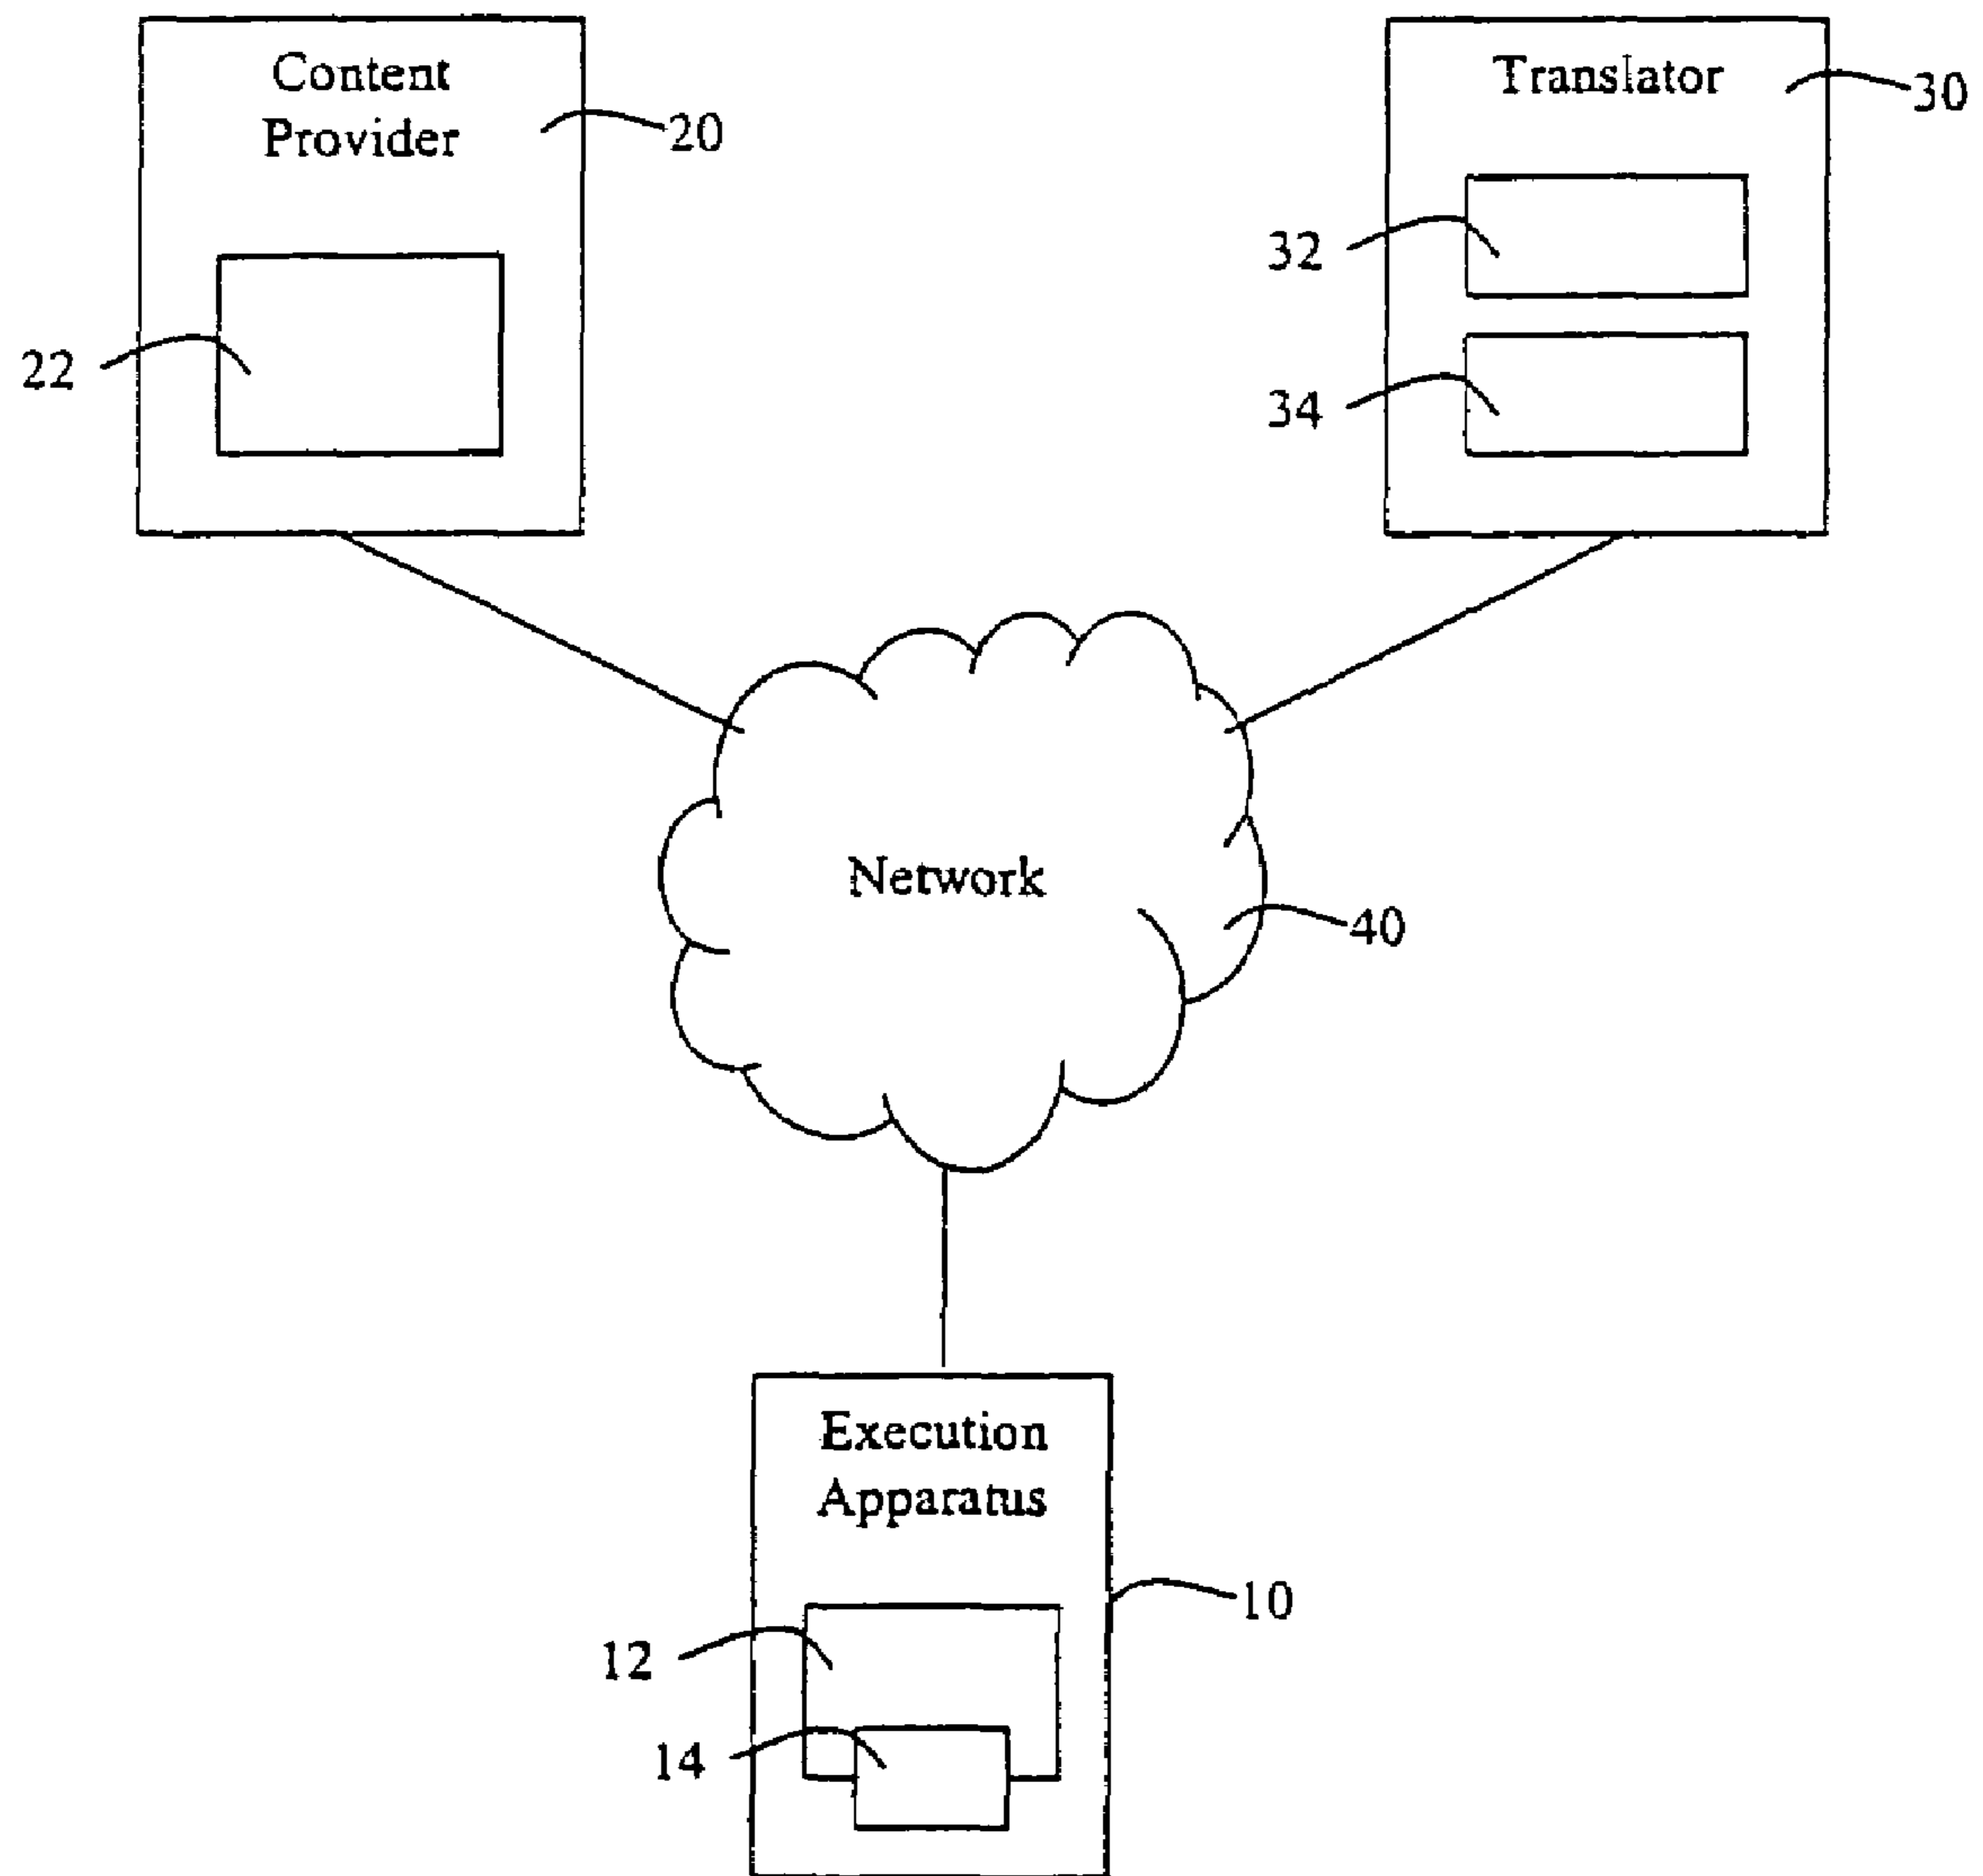 Content
Provider
20
22
Translator
30
32
34
Network
40
Execution
Apparatus
10
12
14